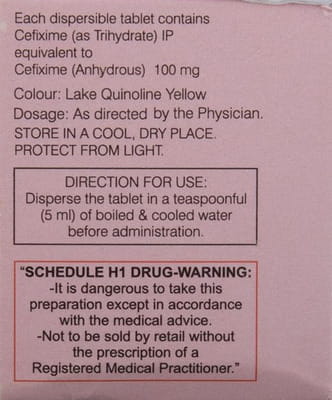 Each dispersible tablet contains
Cefixime (as Trihydrate) IP
equivalent to
Cefixime (Anhydrous) 100 mg
Colour: Lake Quinoline Yellow
Dosage: As directed by the Physician.
STORE IN A COOL, DRY PLACE.
PROTECT FROM LIGHT.
DIRECTION FOR USE:
Disperse the tablet in a teaspoonful
(5 ml) of boiled & cooled water
before administration.
"SCHEDULE H1 DRUG-WARNING:
-It is dangerous to take this
preparation except in accordance
with the medical advice.
-Not to be sold by retail without
the prescription of a
Registered Medical Practitioner."